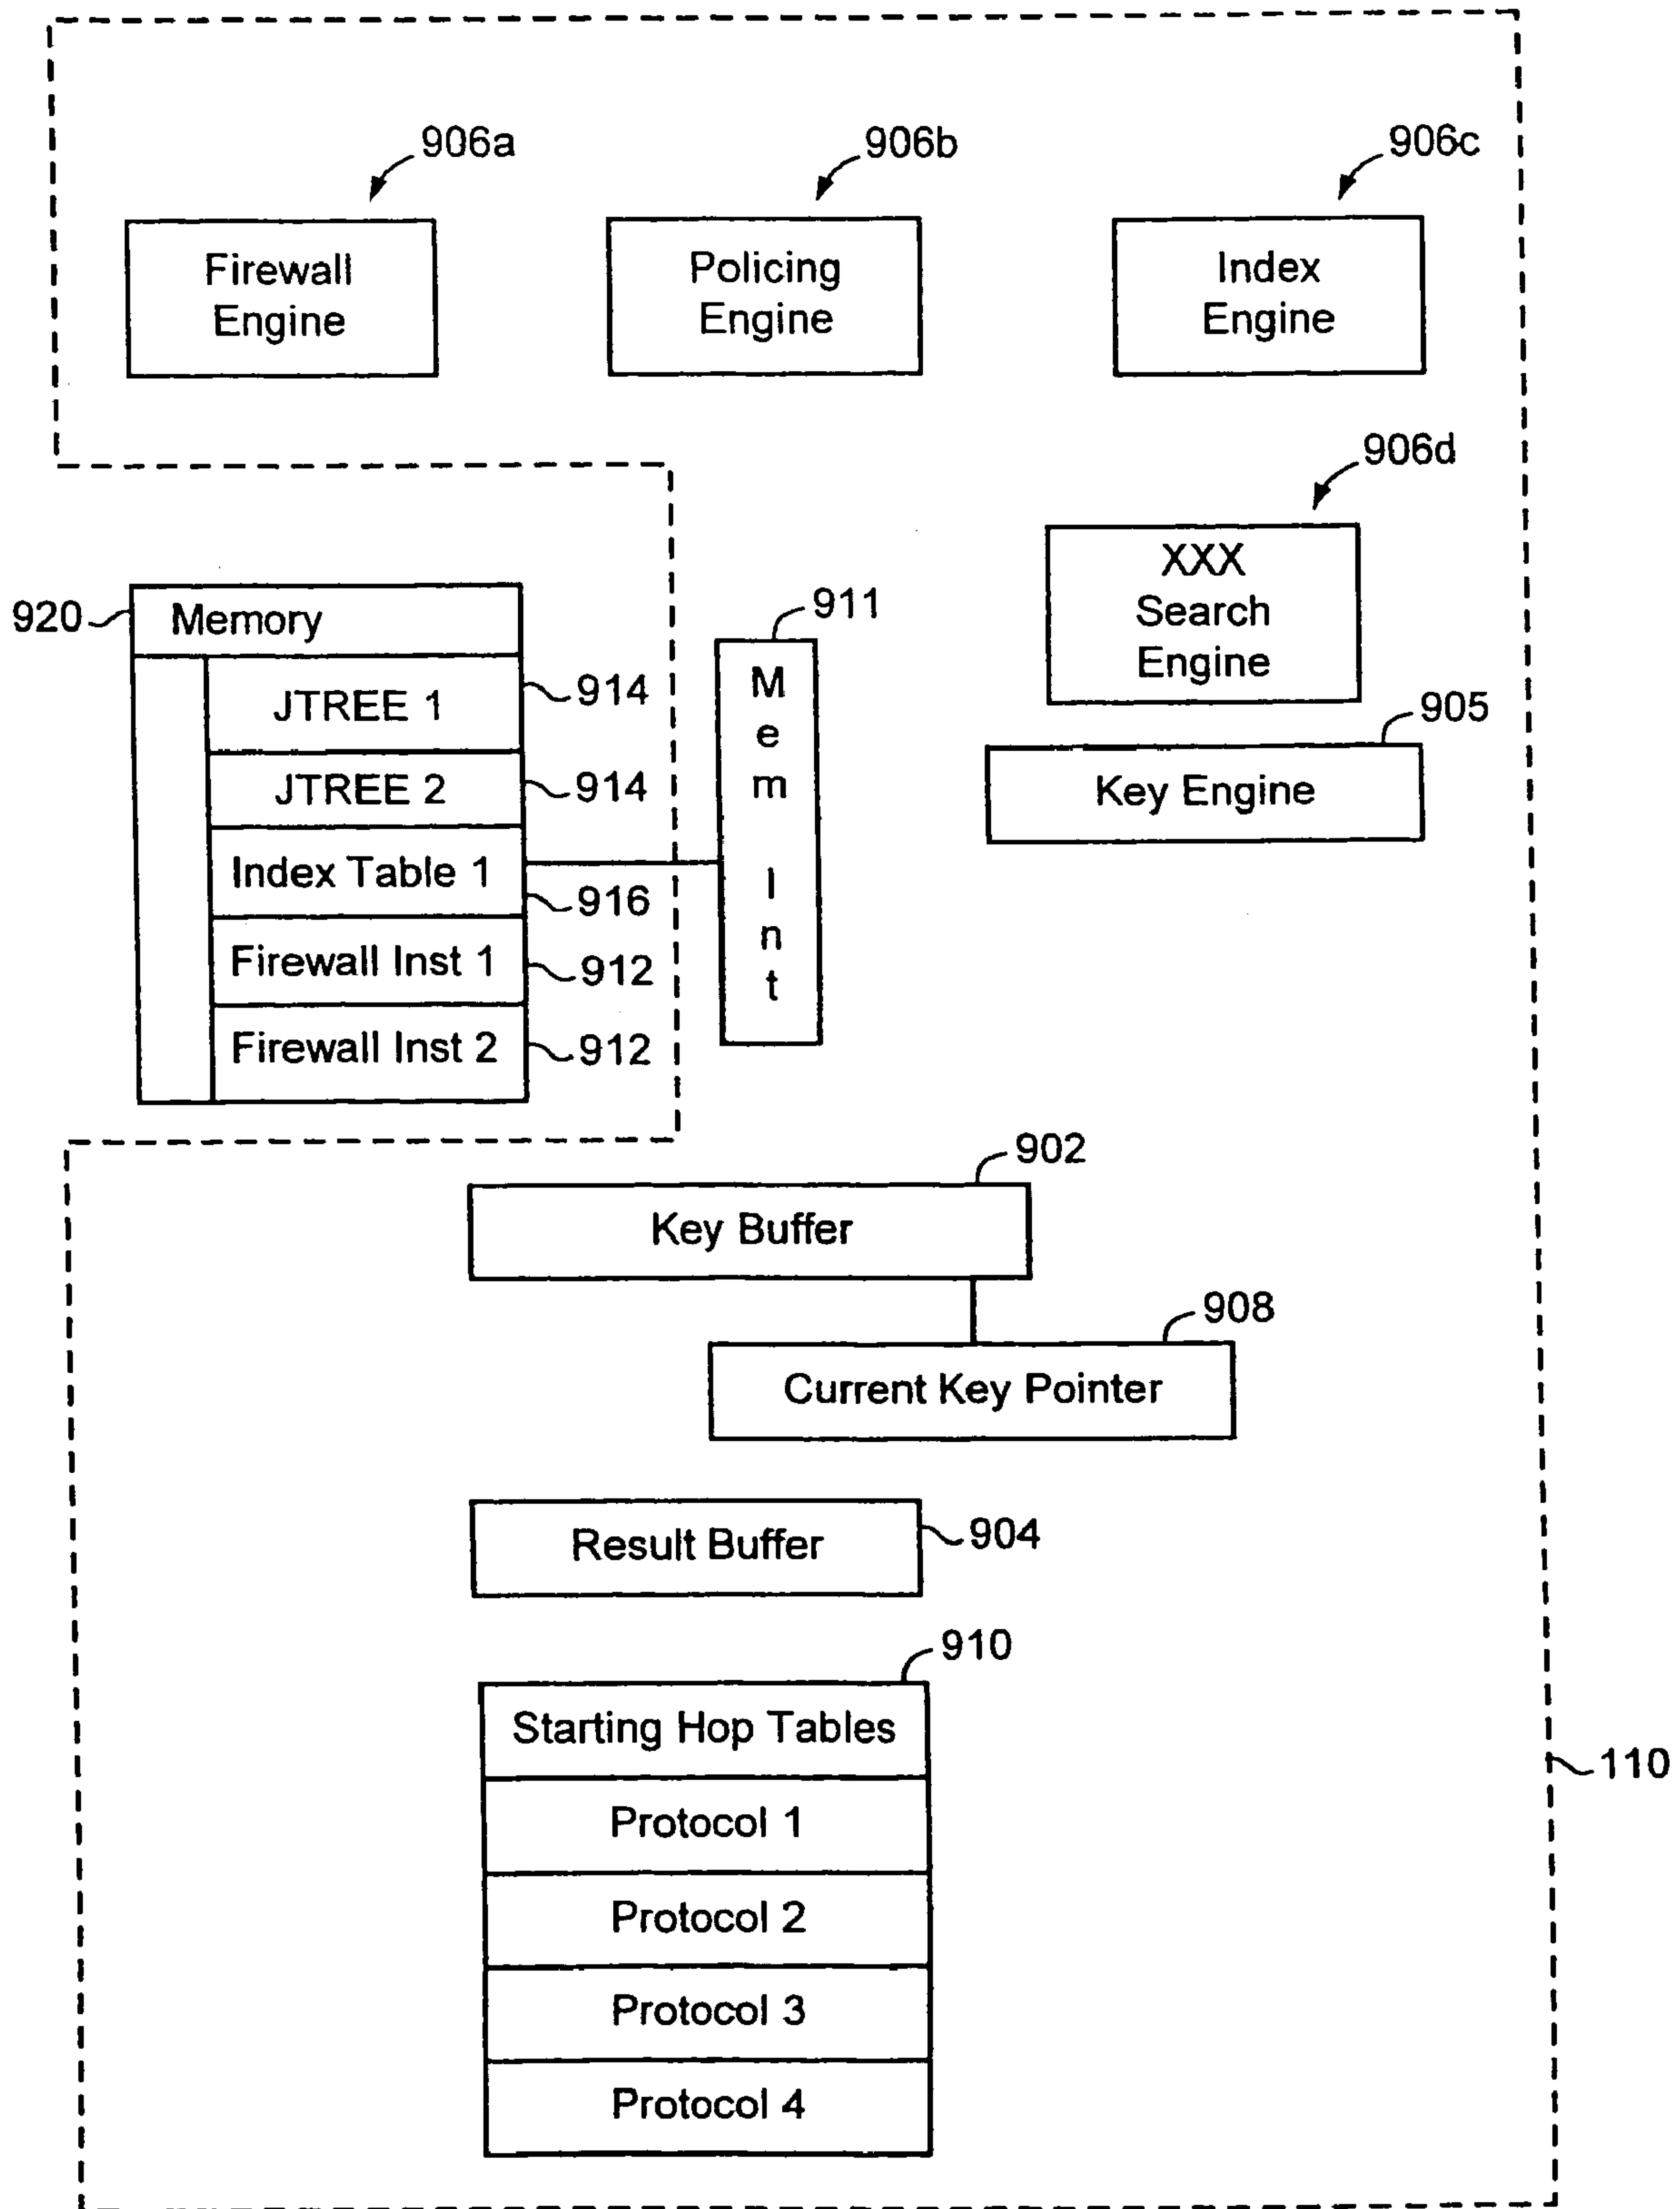 906a
906b
906c
Firewall
Engine
Policing
Engine
Index
Engine
906d
XXX
Search
Engine
920
Memory
911
JTREE 1
914
JTREE 2
914
Index Table 1
916
Firewall Inst 1
912
Firewall Inst 2
912
Mem Int
905
Key Engine
902
Key Buffer
908
Current Key Pointer
Result Buffer
904
910
Starting Hop Tables
Protocol 1
Protocol 2
Protocol 3
Protocol 4
110